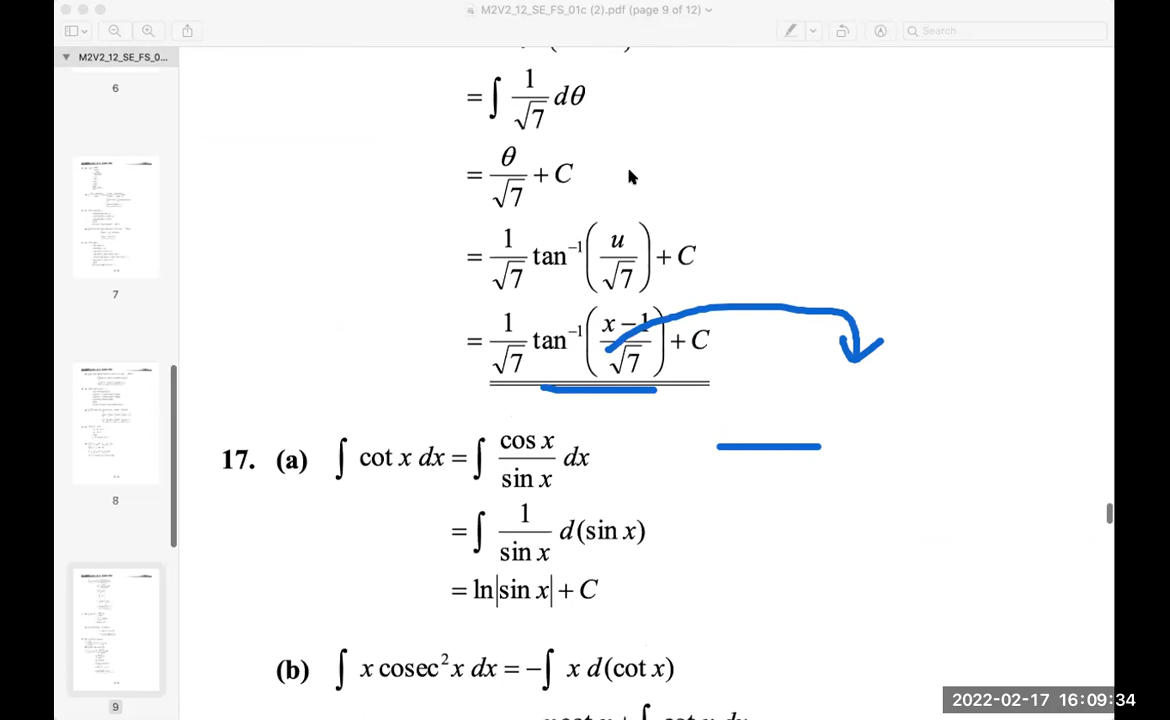 M2V2_12_SE_FS_01c (2).pdf (page 9 of 12)
Search
M2V2_12_SE_FS_0...
6
7
8
9
= ∫ 1/√7 dθ
= θ/√7 + C
= 1/√7 tan⁻¹(u/√7) + C
= 1/√7 tan⁻¹((x − 1)/√7) + C
17. (a) ∫ cot x dx = ∫ cos x/sin x dx
= ∫ 1/sin x d(sin x)
= ln|sin x| + C
(b) ∫ x cosec² x dx = −∫ x d(cot x)
2022-02-17 16:09:34